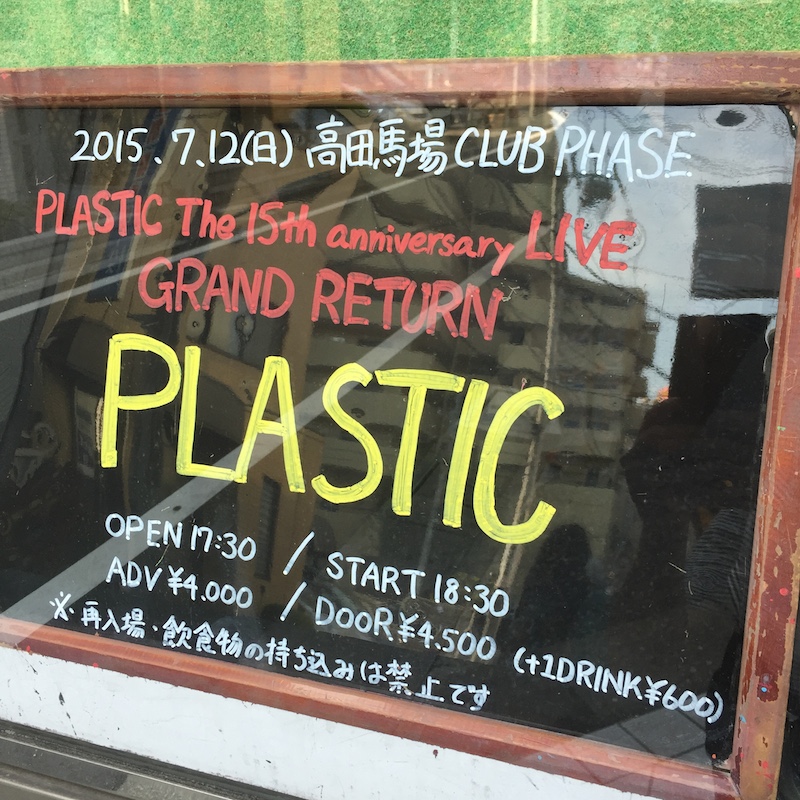 2015.7.12(日) 高田馬場 CLUB PHASE
PLASTIC The 15th anniversary LIVE
GRAND RETURN
PLASTIC
OPEN 17:30 / START 18:30
ADV ¥4.000 / DOOR ¥4.500 (+1DRINK¥600)
※再入場・飲食物の持ち込みは禁止です